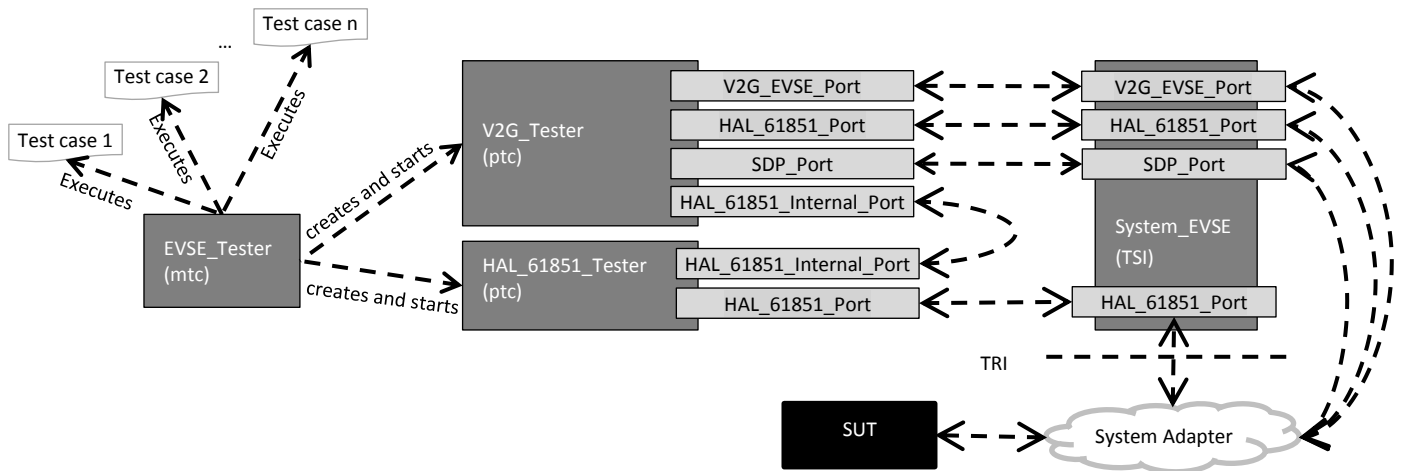 Test case n
...
Test case 2
Test case 1
Executes
Executes
Executes
EVSE_Tester
(mtc)
creates and starts
creates and starts
V2G_Tester
(ptc)
V2G_EVSE_Port
HAL_61851_Port
SDP_Port
HAL_61851_Internal_Port
HAL_61851_Tester
(ptc)
HAL_61851_Internal_Port
HAL_61851_Port
V2G_EVSE_Port
HAL_61851_Port
SDP_Port
System_EVSE
(TSI)
HAL_61851_Port
TRI
SUT
System Adapter